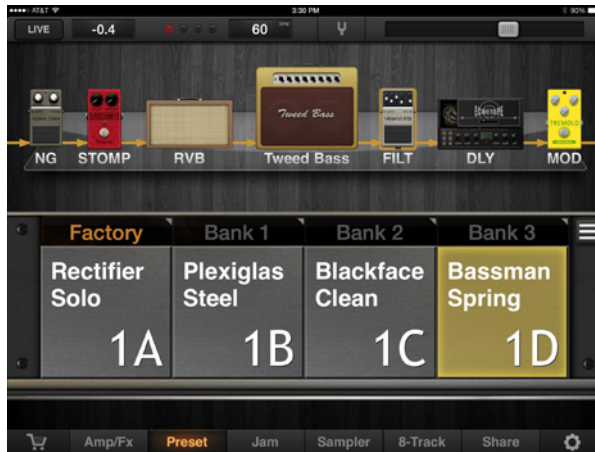 AT&T
3:30 PM
90%
LIVE
-0.4
60
Tweed Bass
ECHOTAPE
TREMOLO
NG
STOMP
RVB
Tweed Bass
FILT
DLY
MOD
Factory
Bank 1
Bank 2
Bank 3
Rectifier
Solo
1A
Plexiglas
Steel
1B
Blackface
Clean
1C
Bassman
Spring
1D
Amp/Fx
Preset
Jam
Sampler
8-Track
Share